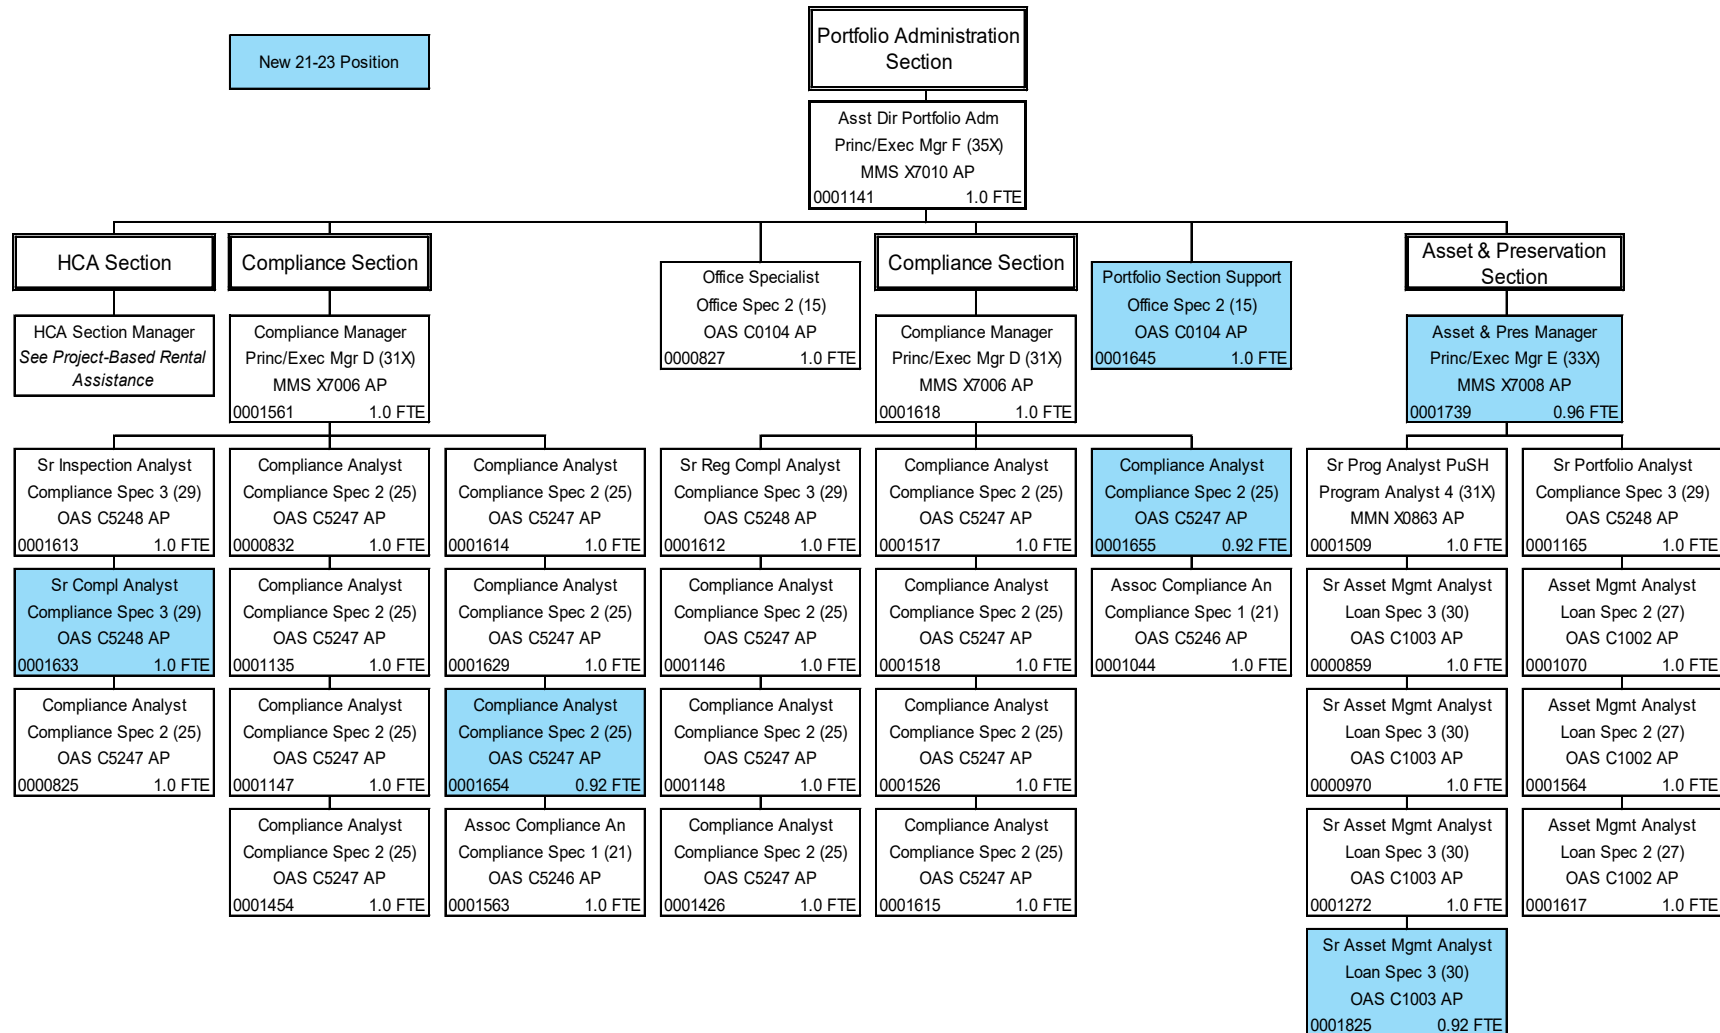 New 21-23 Position
Portfolio Administration
Section
Asst Dir Portfolio Adm
Princ/Exec Mgr F (35X)
MMS X7010 AP
0001141 1.0 FTE
HCA Section
HCA Section Manager
See Project-Based Rental
Assistance
Compliance Section
Compliance Manager
Princ/Exec Mgr D (31X)
MMS X7006 AP
0001561 1.0 FTE
Office Specialist
Office Spec 2 (15)
OAS C0104 AP
0000827 1.0 FTE
Compliance Section
Compliance Manager
Princ/Exec Mgr D (31X)
MMS X7006 AP
0001618 1.0 FTE
Portfolio Section Support
Office Spec 2 (15)
OAS C0104 AP
0001645 1.0 FTE
Asset & Preservation
Section
Asset & Pres Manager
Princ/Exec Mgr E (33X)
MMS X7008 AP
0001739 0.96 FTE
Sr Inspection Analyst
Compliance Spec 3 (29)
OAS C5248 AP
0001613 1.0 FTE
Sr Compl Analyst
Compliance Spec 3 (29)
OAS C5248 AP
0001633 1.0 FTE
Compliance Analyst
Compliance Spec 2 (25)
OAS C5247 AP
0000825 1.0 FTE
Compliance Analyst
Compliance Spec 2 (25)
OAS C5247 AP
0000832 1.0 FTE
Compliance Analyst
Compliance Spec 2 (25)
OAS C5247 AP
0001135 1.0 FTE
Compliance Analyst
Compliance Spec 2 (25)
OAS C5247 AP
0001147 1.0 FTE
Compliance Analyst
Compliance Spec 2 (25)
OAS C5247 AP
0001454 1.0 FTE
Compliance Analyst
Compliance Spec 2 (25)
OAS C5247 AP
0001614 1.0 FTE
Compliance Analyst
Compliance Spec 2 (25)
OAS C5247 AP
0001629 1.0 FTE
Compliance Analyst
Compliance Spec 2 (25)
OAS C5247 AP
0001654 0.92 FTE
Assoc Compliance An
Compliance Spec 1 (21)
OAS C5246 AP
0001563 1.0 FTE
Sr Reg Compl Analyst
Compliance Spec 3 (29)
OAS C5248 AP
0001612 1.0 FTE
Compliance Analyst
Compliance Spec 2 (25)
OAS C5247 AP
0001146 1.0 FTE
Compliance Analyst
Compliance Spec 2 (25)
OAS C5247 AP
0001148 1.0 FTE
Compliance Analyst
Compliance Spec 2 (25)
OAS C5247 AP
0001426 1.0 FTE
Compliance Analyst
Compliance Spec 2 (25)
OAS C5247 AP
0001517 1.0 FTE
Compliance Analyst
Compliance Spec 2 (25)
OAS C5247 AP
0001518 1.0 FTE
Compliance Analyst
Compliance Spec 2 (25)
OAS C5247 AP
0001526 1.0 FTE
Compliance Analyst
Compliance Spec 2 (25)
OAS C5247 AP
0001615 1.0 FTE
Compliance Analyst
Compliance Spec 2 (25)
OAS C5247 AP
0001655 0.92 FTE
Assoc Compliance An
Compliance Spec 1 (21)
OAS C5246 AP
0001044 1.0 FTE
Sr Prog Analyst PuSH
Program Analyst 4 (31X)
MMN X0863 AP
0001509 1.0 FTE
Sr Asset Mgmt Analyst
Loan Spec 3 (30)
OAS C1003 AP
0000859 1.0 FTE
Sr Asset Mgmt Analyst
Loan Spec 3 (30)
OAS C1003 AP
0000970 1.0 FTE
Sr Asset Mgmt Analyst
Loan Spec 3 (30)
OAS C1003 AP
0001272 1.0 FTE
Sr Asset Mgmt Analyst
Loan Spec 3 (30)
OAS C1003 AP
0001825 0.92 FTE
Sr Portfolio Analyst
Compliance Spec 3 (29)
OAS C5248 AP
0001165 1.0 FTE
Asset Mgmt Analyst
Loan Spec 2 (27)
OAS C1002 AP
0001070 1.0 FTE
Asset Mgmt Analyst
Loan Spec 2 (27)
OAS C1002 AP
0001564 1.0 FTE
Asset Mgmt Analyst
Loan Spec 2 (27)
OAS C1002 AP
0001617 1.0 FTE